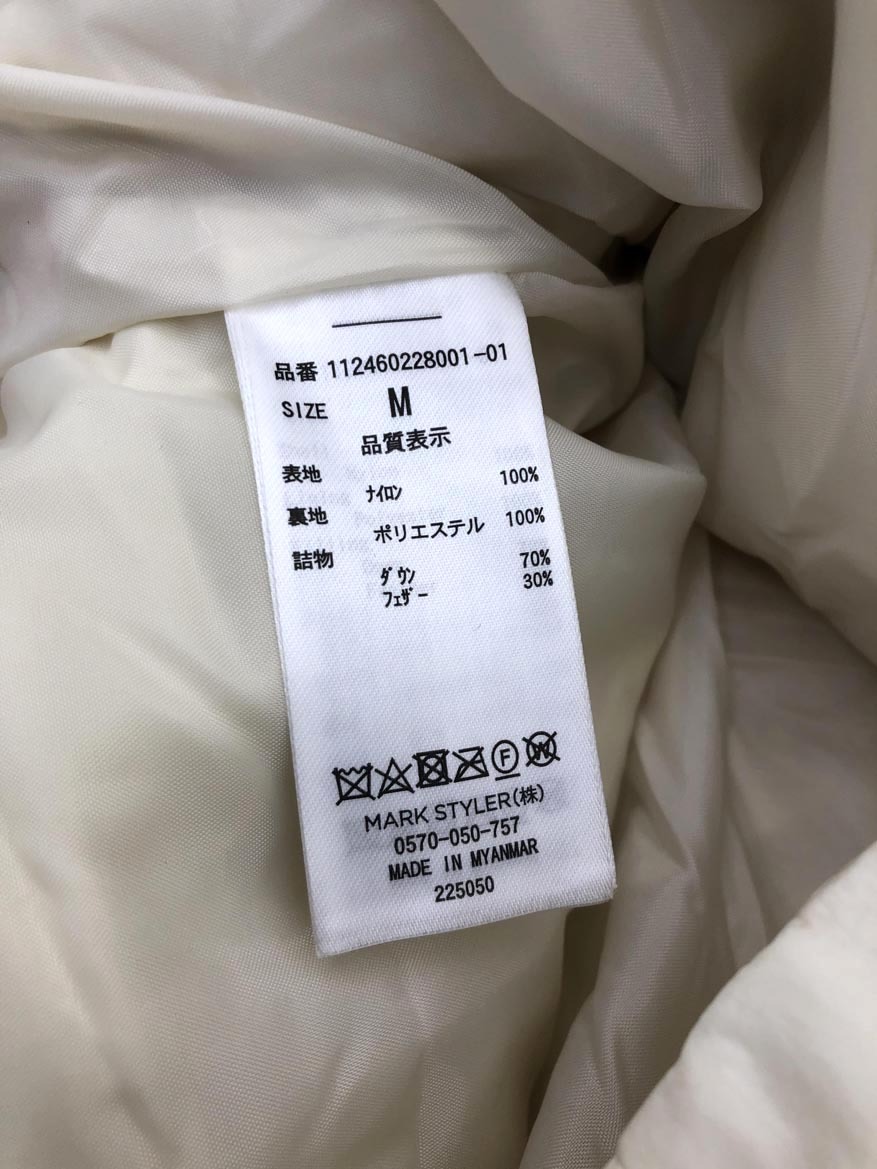 品番 112460228001-01
SIZE M
品質表示
表地
ナイロン 100%
裏地
ポリエステル 100%
詰物
ダウン 70%
フェザー 30%
F W
MARK STYLER(株)
0570-050-757
MADE IN MYANMAR
225050